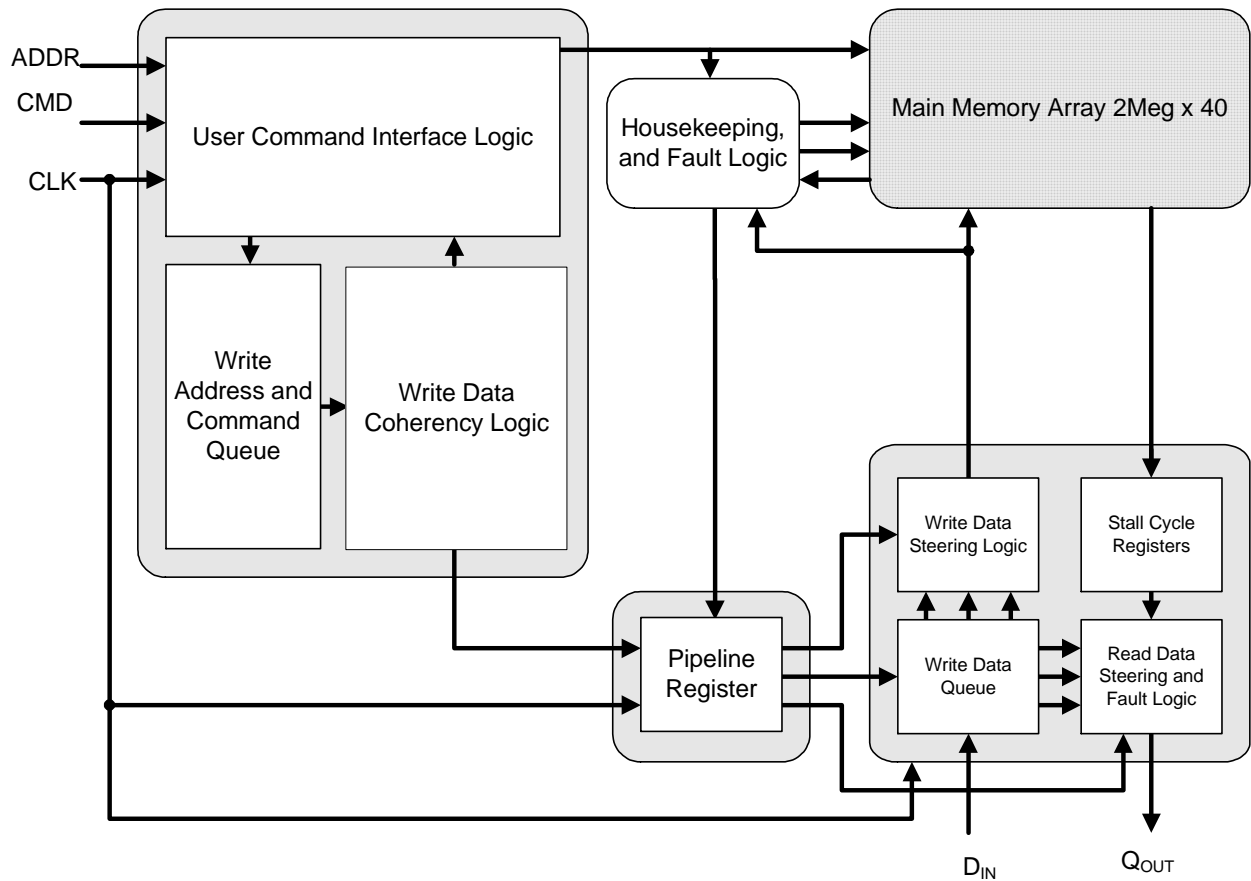 ADDR
CMD
CLK
User Command Interface Logic
Housekeeping,
and Fault Logic
Main Memory Array 2Meg x 40
Write
Address and
Command
Queue
Write Data
Coherency Logic
Write Data
Steering Logic
Stall Cycle
Registers
Pipeline
Register
Write Data
Queue
Read Data
Steering and
Fault Logic
DIN
QOUT